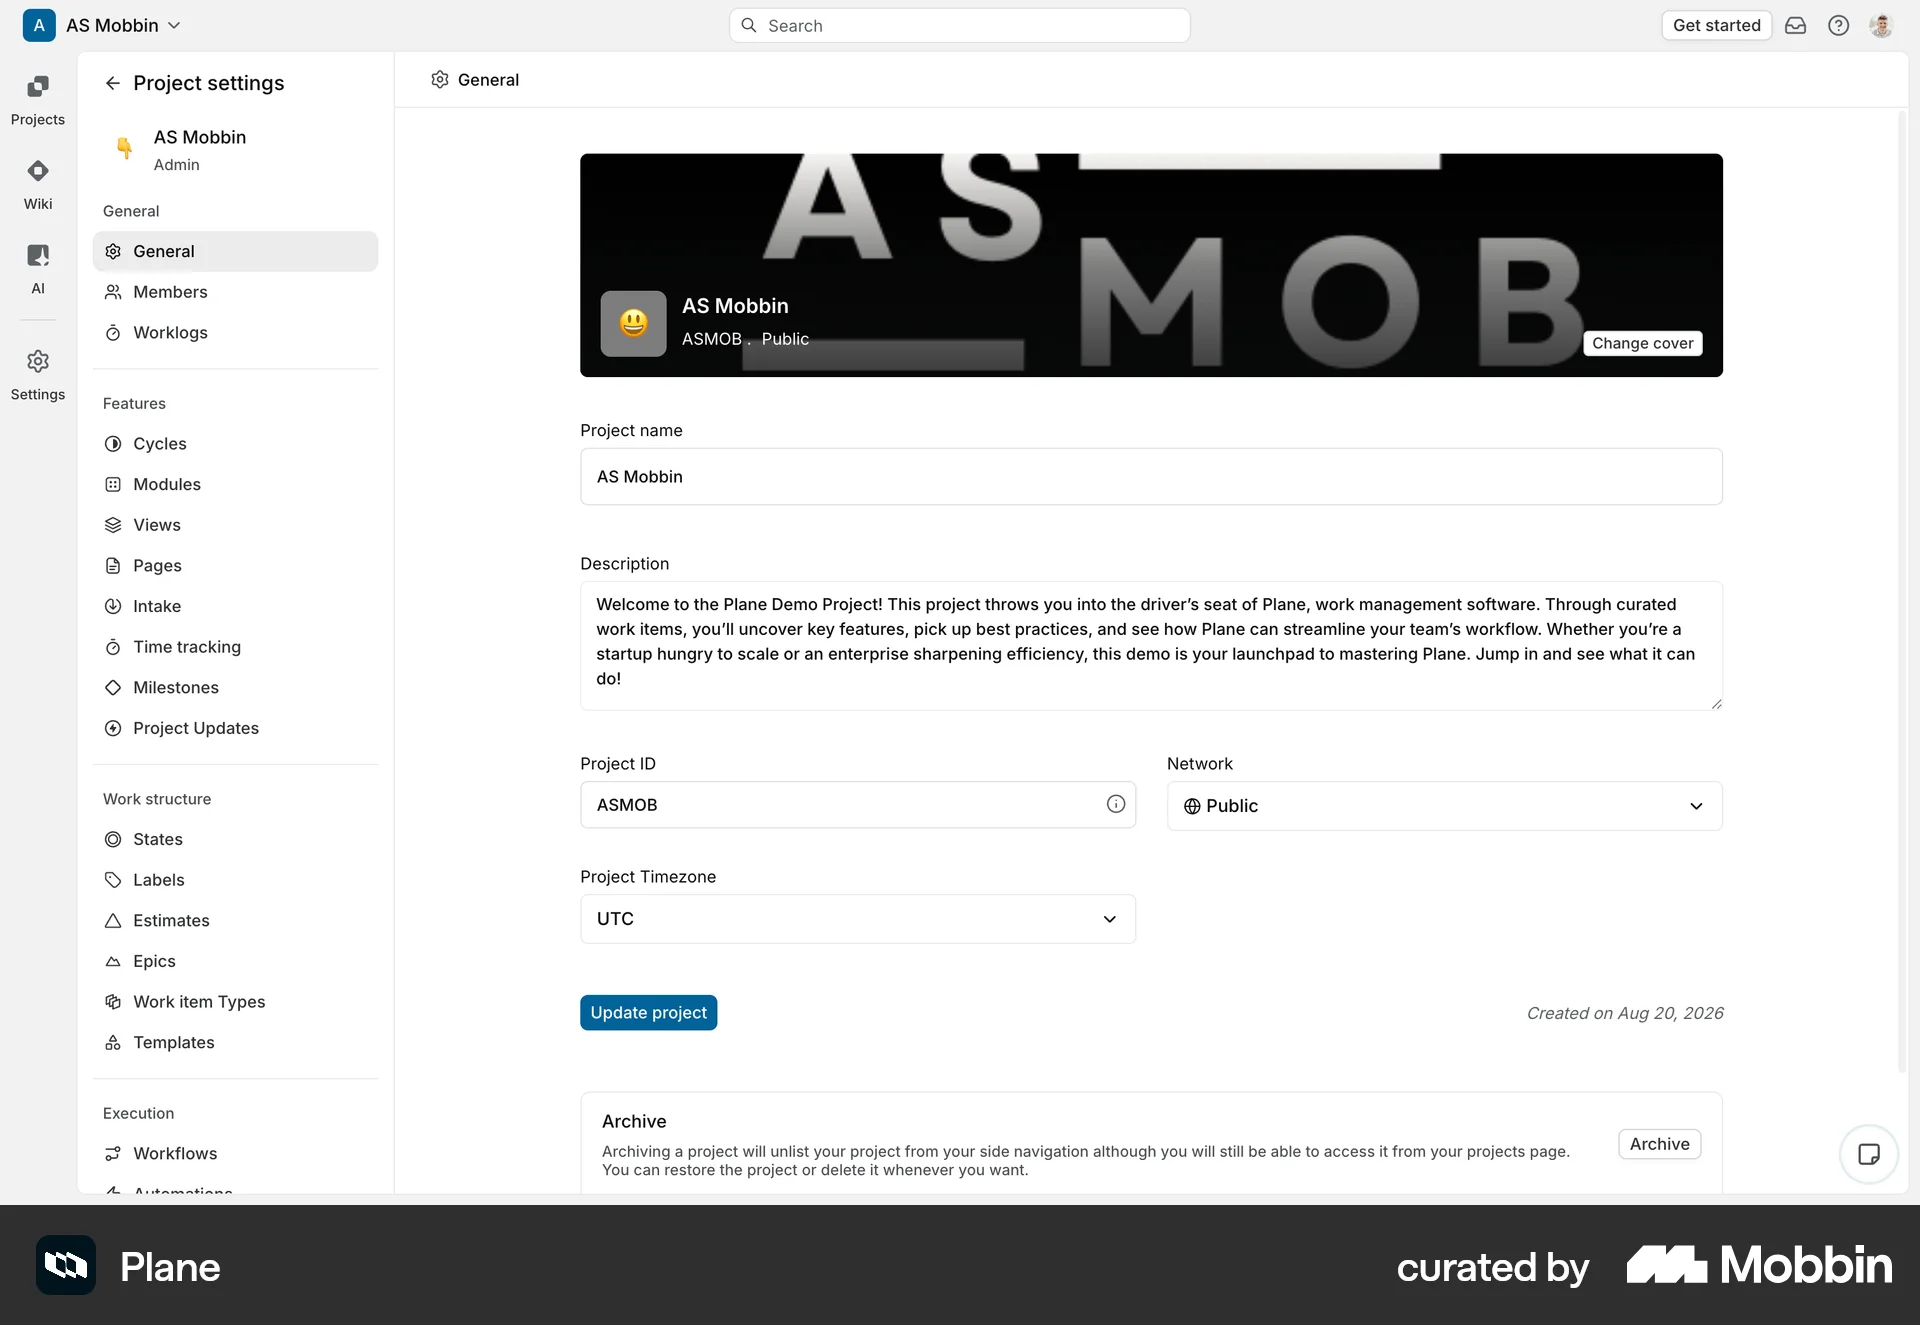 A
AS Mobbin
Search
Get started
Projects
Wiki
AI
Settings
Project settings
AS Mobbin
Admin
General
General
Members
Worklogs
Features
Cycles
Modules
Views
Pages
Intake
Time tracking
Milestones
Project Updates
Work structure
States
Labels
Estimates
Epics
Work item Types
Templates
Execution
Workflows
Automations
General
AS
MOB
AS Mobbin
ASMOB . Public
Change cover
Project name
AS Mobbin
Description
Welcome to the Plane Demo Project! This project throws you into the driver’s seat of Plane, work management software. Through curated
work items, you’ll uncover key features, pick up best practices, and see how Plane can streamline your team’s workflow. Whether you’re a
startup hungry to scale or an enterprise sharpening efficiency, this demo is your launchpad to mastering Plane. Jump in and see what it can
do!
Project ID
Network
ASMOB
Public
Project Timezone
UTC
Update project
Created on Aug 20, 2026
Archive
Archiving a project will unlist your project from your side navigation although you will still be able to access it from your projects page.
You can restore the project or delete it whenever you want.
Archive
Plane
curated by
Mobbin